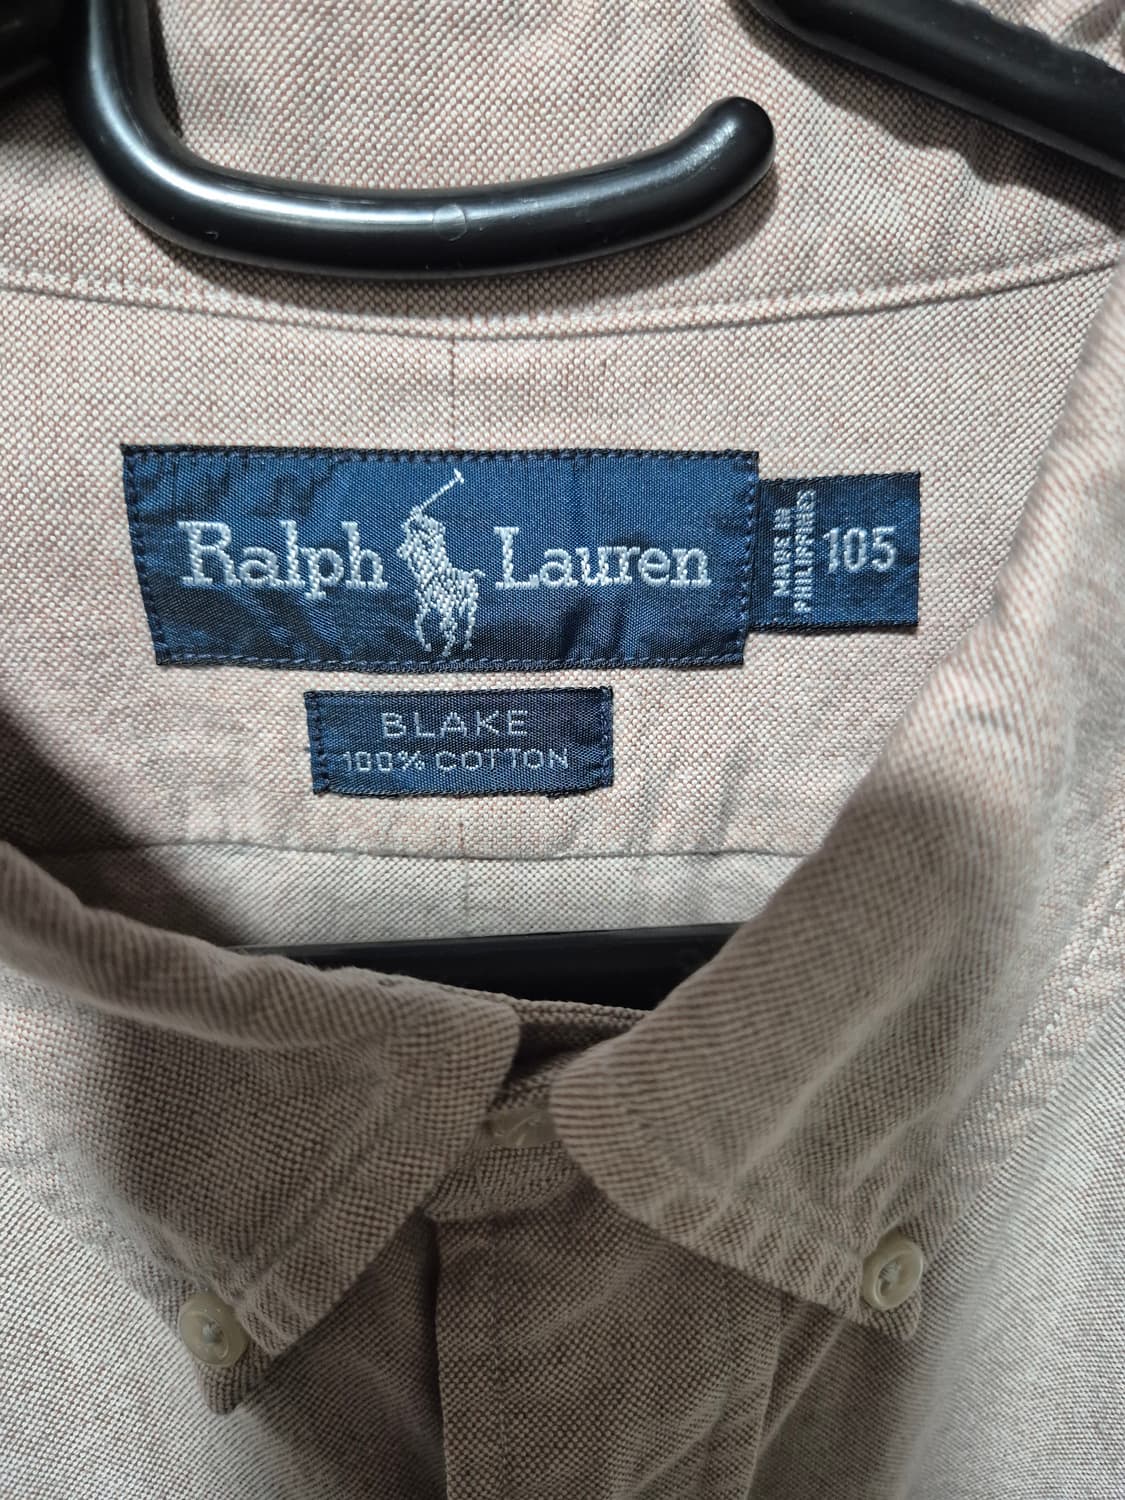 Ralph Lauren
MADE IN
PHILIPPINES
105
BLAKE
100% COTTON